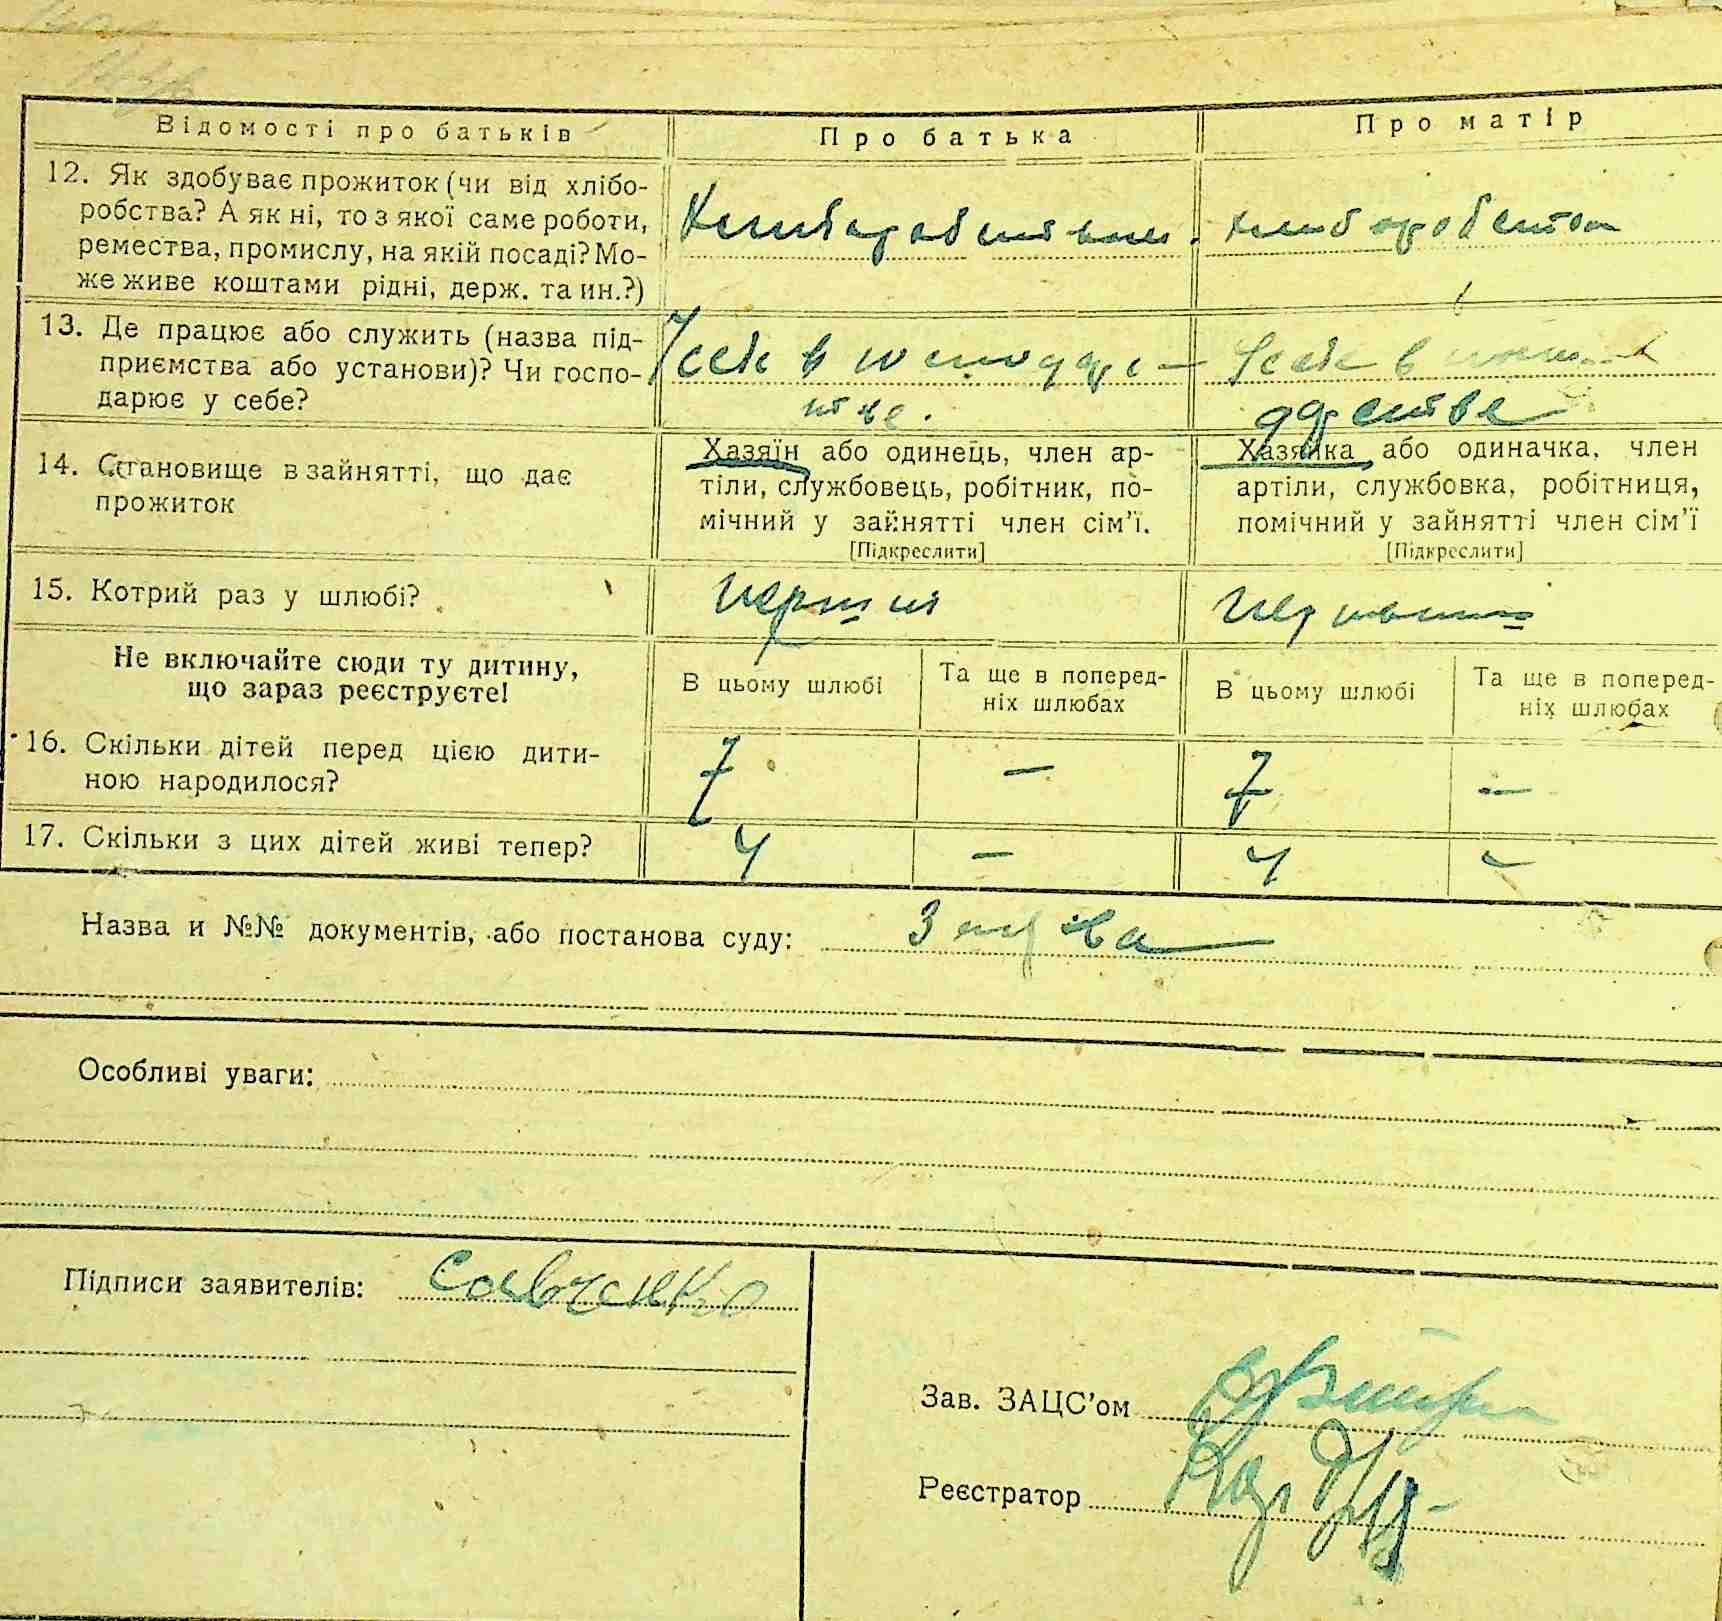 Відомості про батьків
Про батька
Про матір
12. Як здобуває прожиток (чи від хлібо-
робства? А як ні, то з якої саме роботи,
ремества, промислу, на якій посаді? Мо-
же живе коштами рідні, держ. та ин.?)
хлиборобство
13. Де працює або служить (назва під-
приємства або установи)? Чи госпо-
дарює у себе?
14. Становище в зайнятті, що дає
прожиток
Хазяїн або одинець, член ар-
тіли, службовець, робітник, по-
мічний у зайнятті член сім'ї.
[Підкреслити]
Хазяйка або одиначка, член
артіли, службовка, робітниця,
помічний у зайнятті член сім'ї
[Підкреслити]
15. Котрий раз у шлюбі?
Не включайте сюди ту дитину,
що зараз реєструєте!
В цьому шлюбі
Та ще в поперед-
ніх шлюбах
В цьому шлюбі
Та ще в поперед-
ніх шлюбах
16. Скільки дітей перед цією дити-
ною народилося?
7
—
7
—
17. Скільки з цих дітей живі тепер?
4
—
4
—
Назва и №№ документів, або постанова суду:
Особливі уваги:
Підписи заявителів: Савченко
Зав. ЗАЦС'ом
Реєстратор